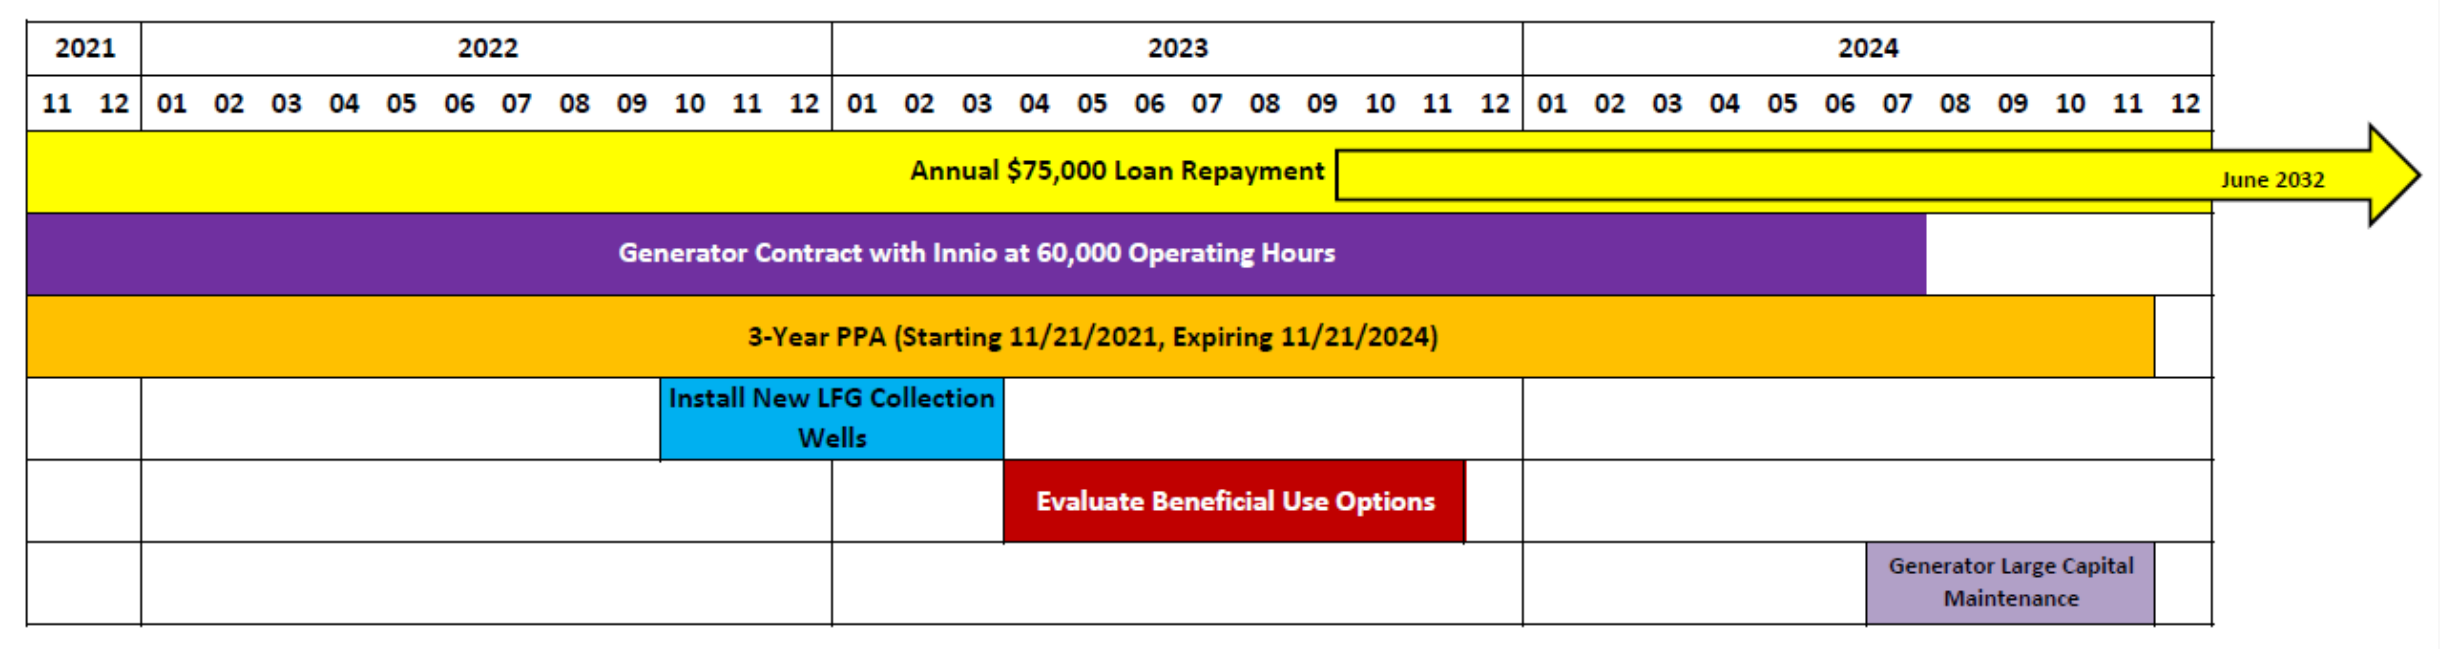 2021 2022 2023 2024
11 12 01 02 03 04 05 06 07 08 09 10 11 12 01 02 03 04 05 06 07 08 09 10 11 12 01 02 03 04 05 06 07 08 09 10 11 12
Annual $75,000 Loan Repayment
June 2032
Generator Contract with Innio at 60,000 Operating Hours
3-Year PPA (Starting 11/21/2021, Expiring 11/21/2024)
Install New LFG Collection
Wells
Evaluate Beneficial Use Options
Generator Large Capital
Maintenance